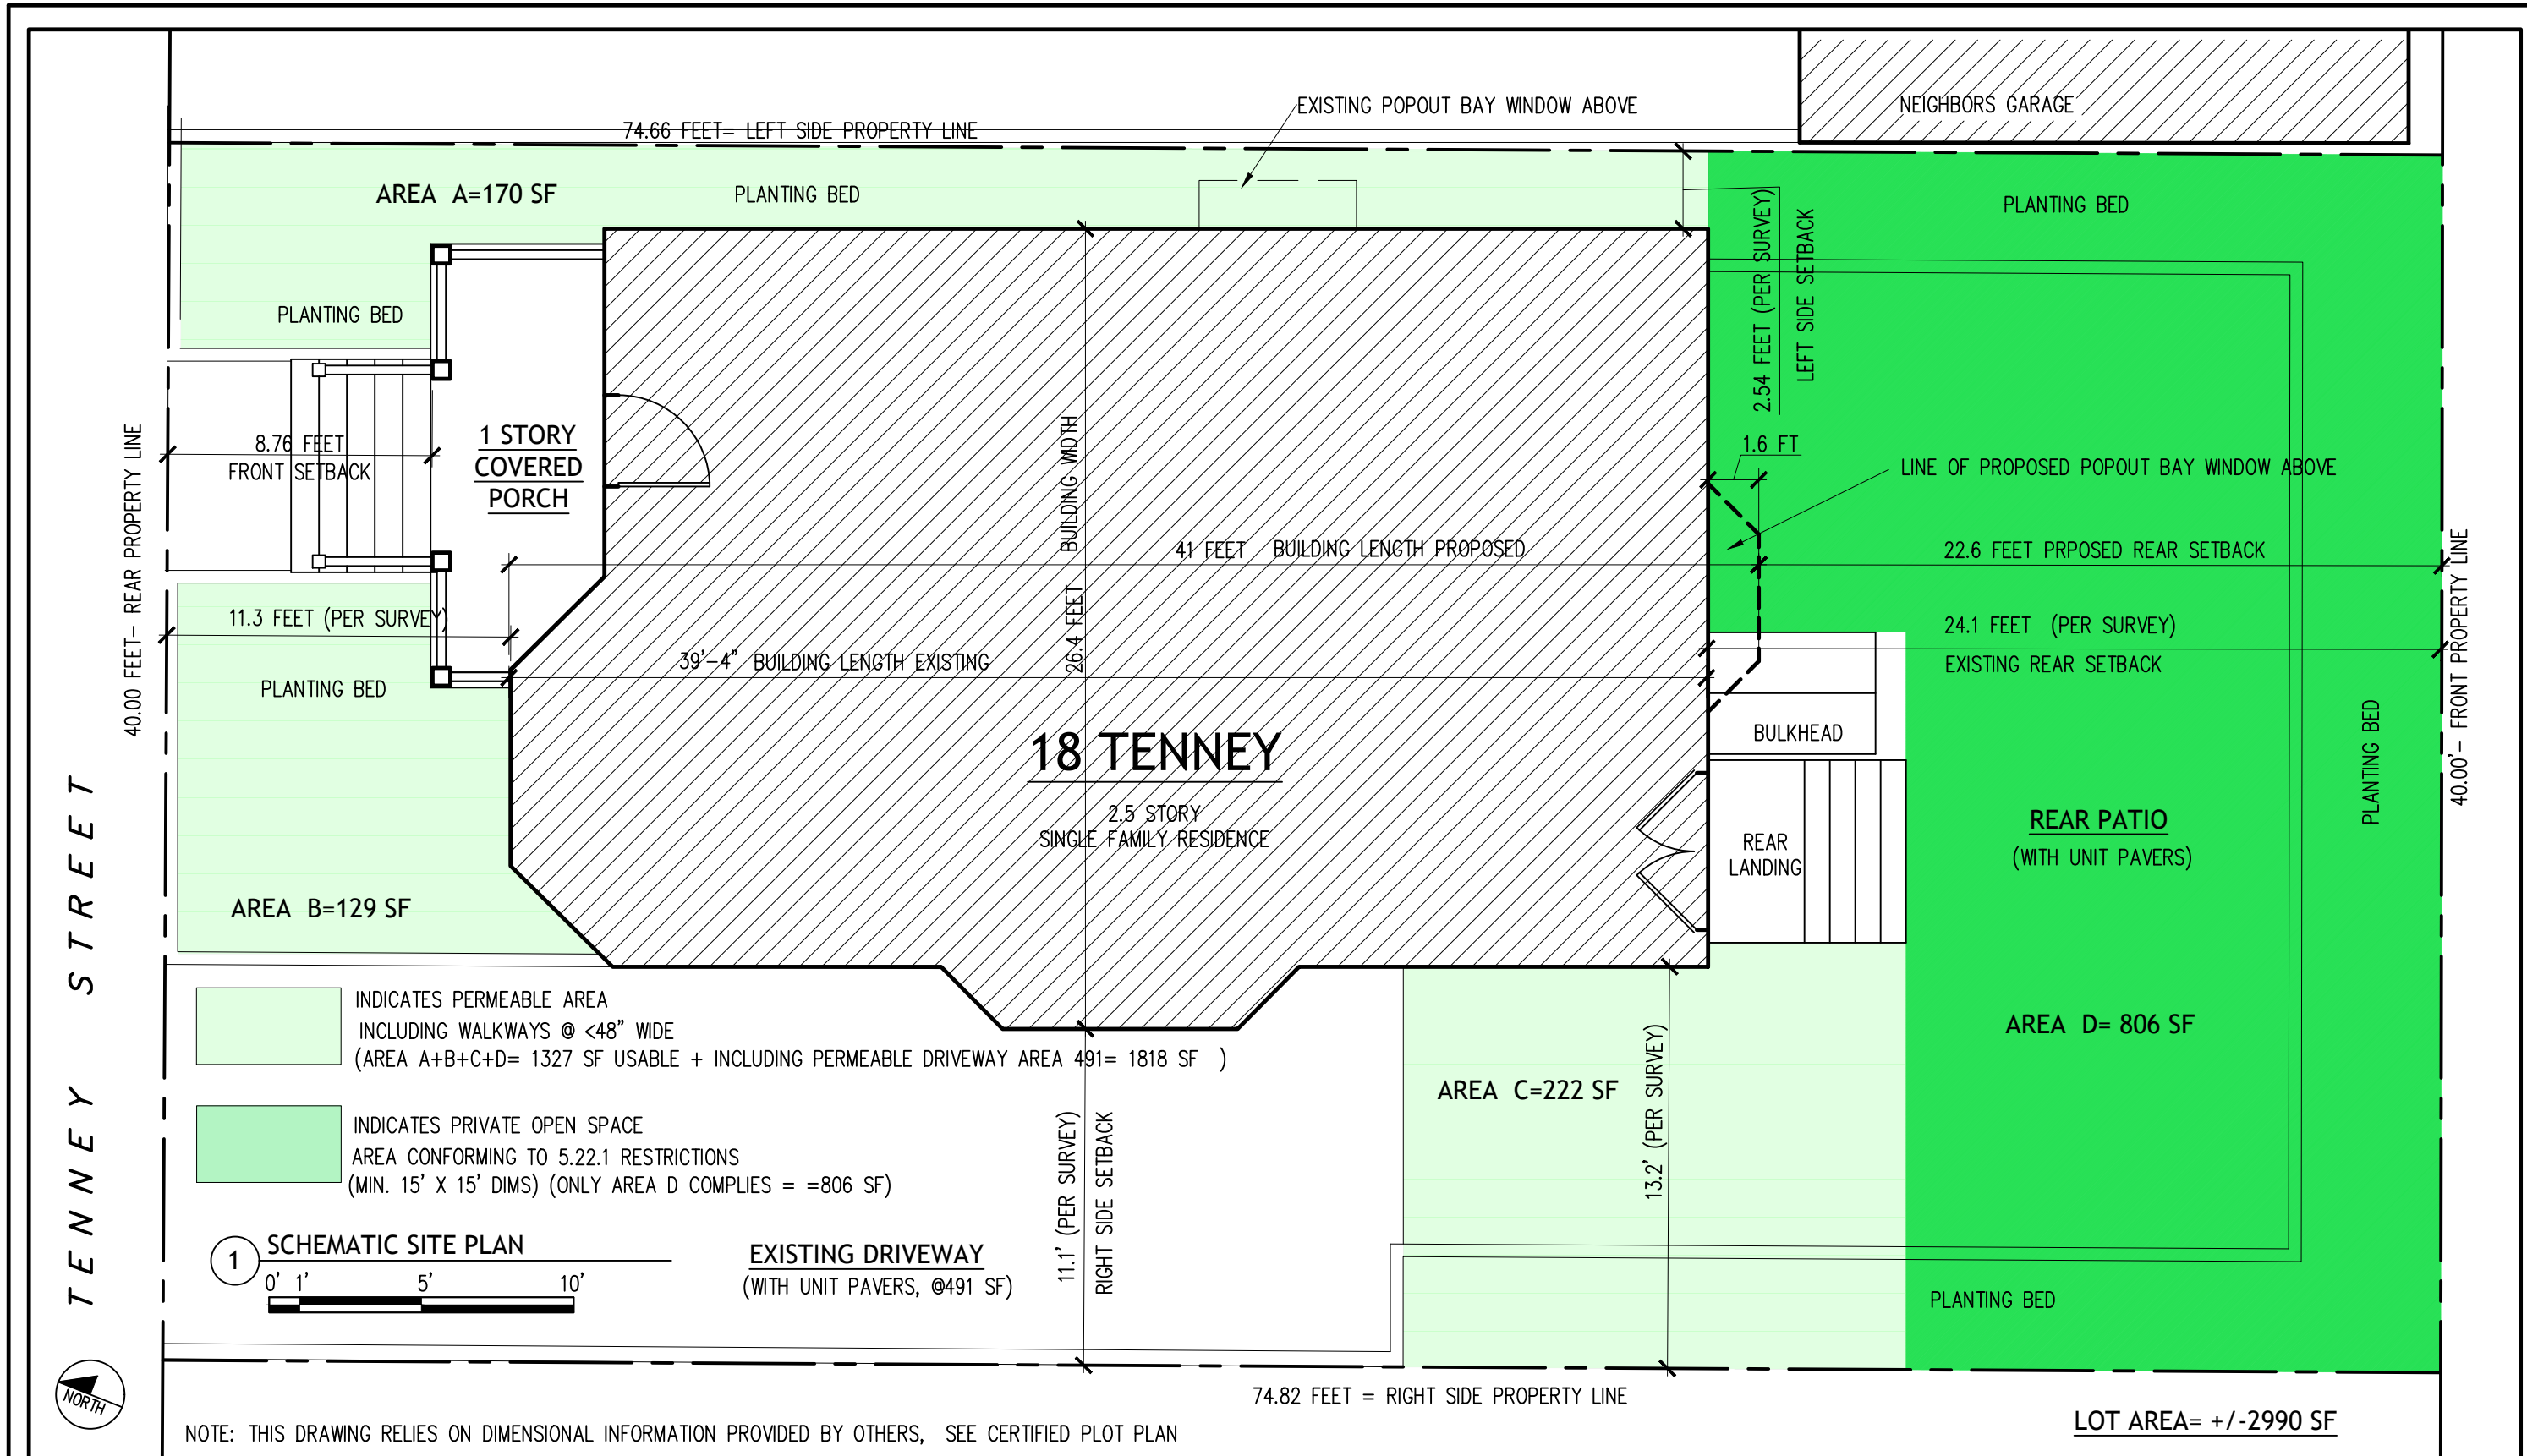 NEIGHBORS GARAGE
EXISTING POPOUT BAY WINDOW ABOVE
74.66 FEET= LEFT SIDE PROPERTY LINE
AREA A=170 SF
PLANTING BED
PLANTING BED
PLANTING BED
2.54 FEET (PER SURVEY)
LEFT SIDE SETBACK
40.00 FEET- REAR PROPERTY LINE
8.76 FEET
FRONT SETBACK
1 STORY
COVERED
PORCH
26.4 FEET BUILDING WIDTH
1.6 FT
LINE OF PROPOSED POPOUT BAY WINDOW ABOVE
41 FEET BUILDING LENGTH PROPOSED
22.6 FEET PRPOSED REAR SETBACK
11.3 FEET (PER SURVEY)
24.1 FEET (PER SURVEY)
EXISTING REAR SETBACK
39'-4" BUILDING LENGTH EXISTING
40.00'- FRONT PROPERTY LINE
PLANTING BED
18 TENNEY
2.5 STORY
SINGLE FAMILY RESIDENCE
BULKHEAD
REAR
LANDING
REAR PATIO
(WITH UNIT PAVERS)
PLANTING BED
AREA B=129 SF
TENNEY STREET
INDICATES PERMEABLE AREA
INCLUDING WALKWAYS @ <48" WIDE
(AREA A+B+C+D= 1327 SF USABLE + INCLUDING PERMEABLE DRIVEWAY AREA 491= 1818 SF )
AREA C=222 SF
AREA D= 806 SF
13.2' (PER SURVEY)
INDICATES PRIVATE OPEN SPACE
AREA CONFORMING TO 5.22.1 RESTRICTIONS
(MIN. 15' X 15' DIMS) (ONLY AREA D COMPLIES = =806 SF)
11.1' (PER SURVEY)
RIGHT SIDE SETBACK
1 SCHEMATIC SITE PLAN
0' 1' 5' 10'
EXISTING DRIVEWAY
(WITH UNIT PAVERS, @491 SF)
PLANTING BED
NORTH
74.82 FEET = RIGHT SIDE PROPERTY LINE
LOT AREA= +/-2990 SF
NOTE: THIS DRAWING RELIES ON DIMENSIONAL INFORMATION PROVIDED BY OTHERS, SEE CERTIFIED PLOT PLAN